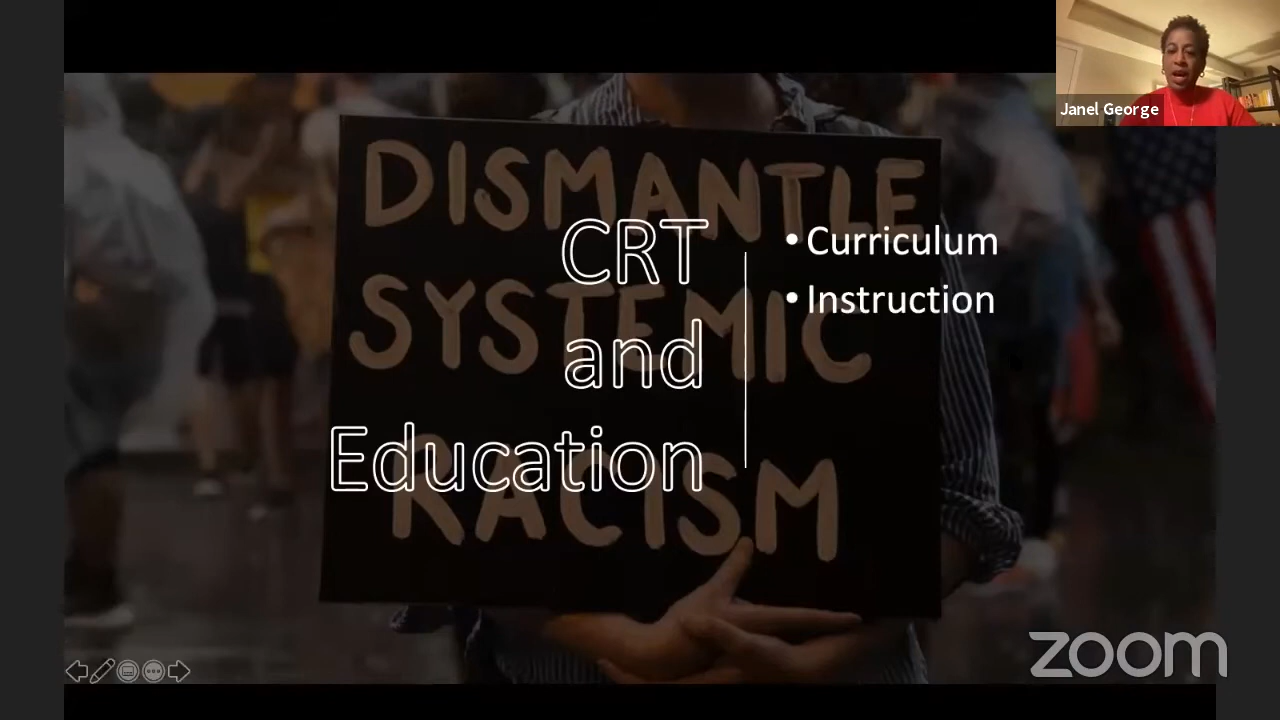 Janel George
DISMANTLE
SYSTEMIC
RACISM
CRT
and
Education
• Curriculum
• Instruction
zoom